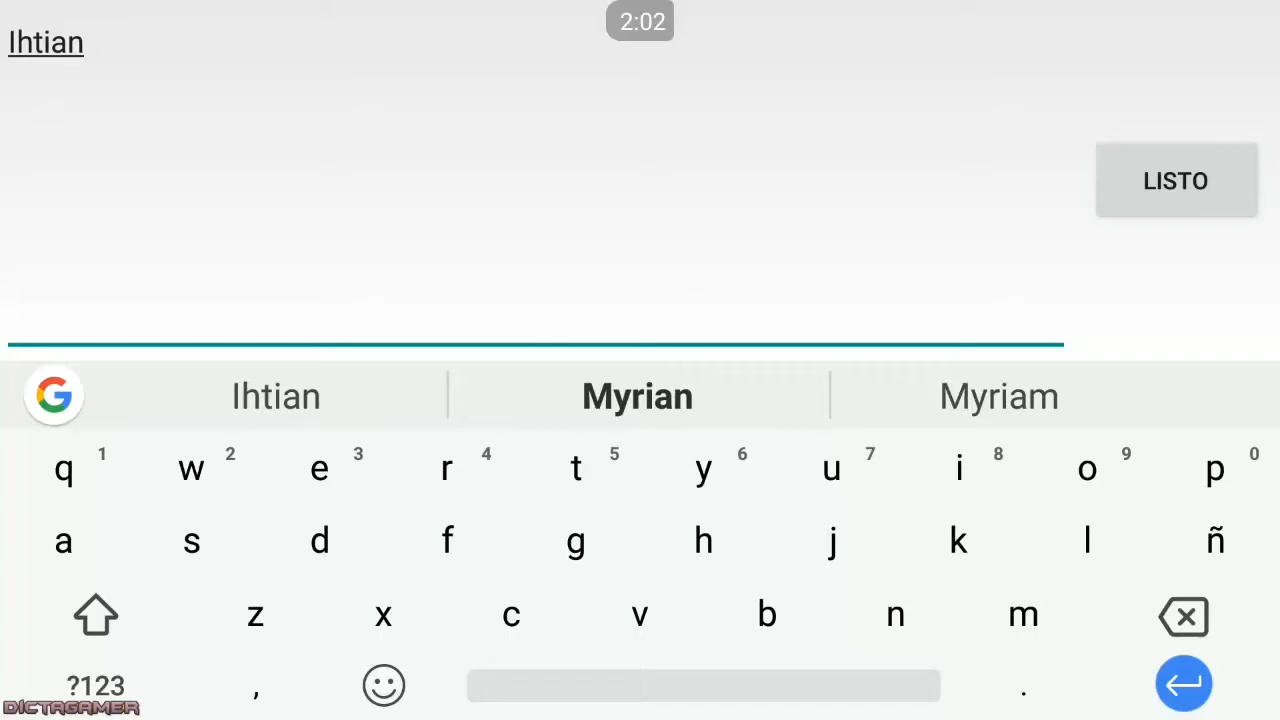 2:02
Ihtian
LISTO
Ihtian Myrian Myriam
q 1 w 2 e 3 r 4 t 5 y 6 u 7 i 8 o 9 p 0
a s d f g h j k l ñ
z x c v b n m
?123 , .
DICTAGAMER